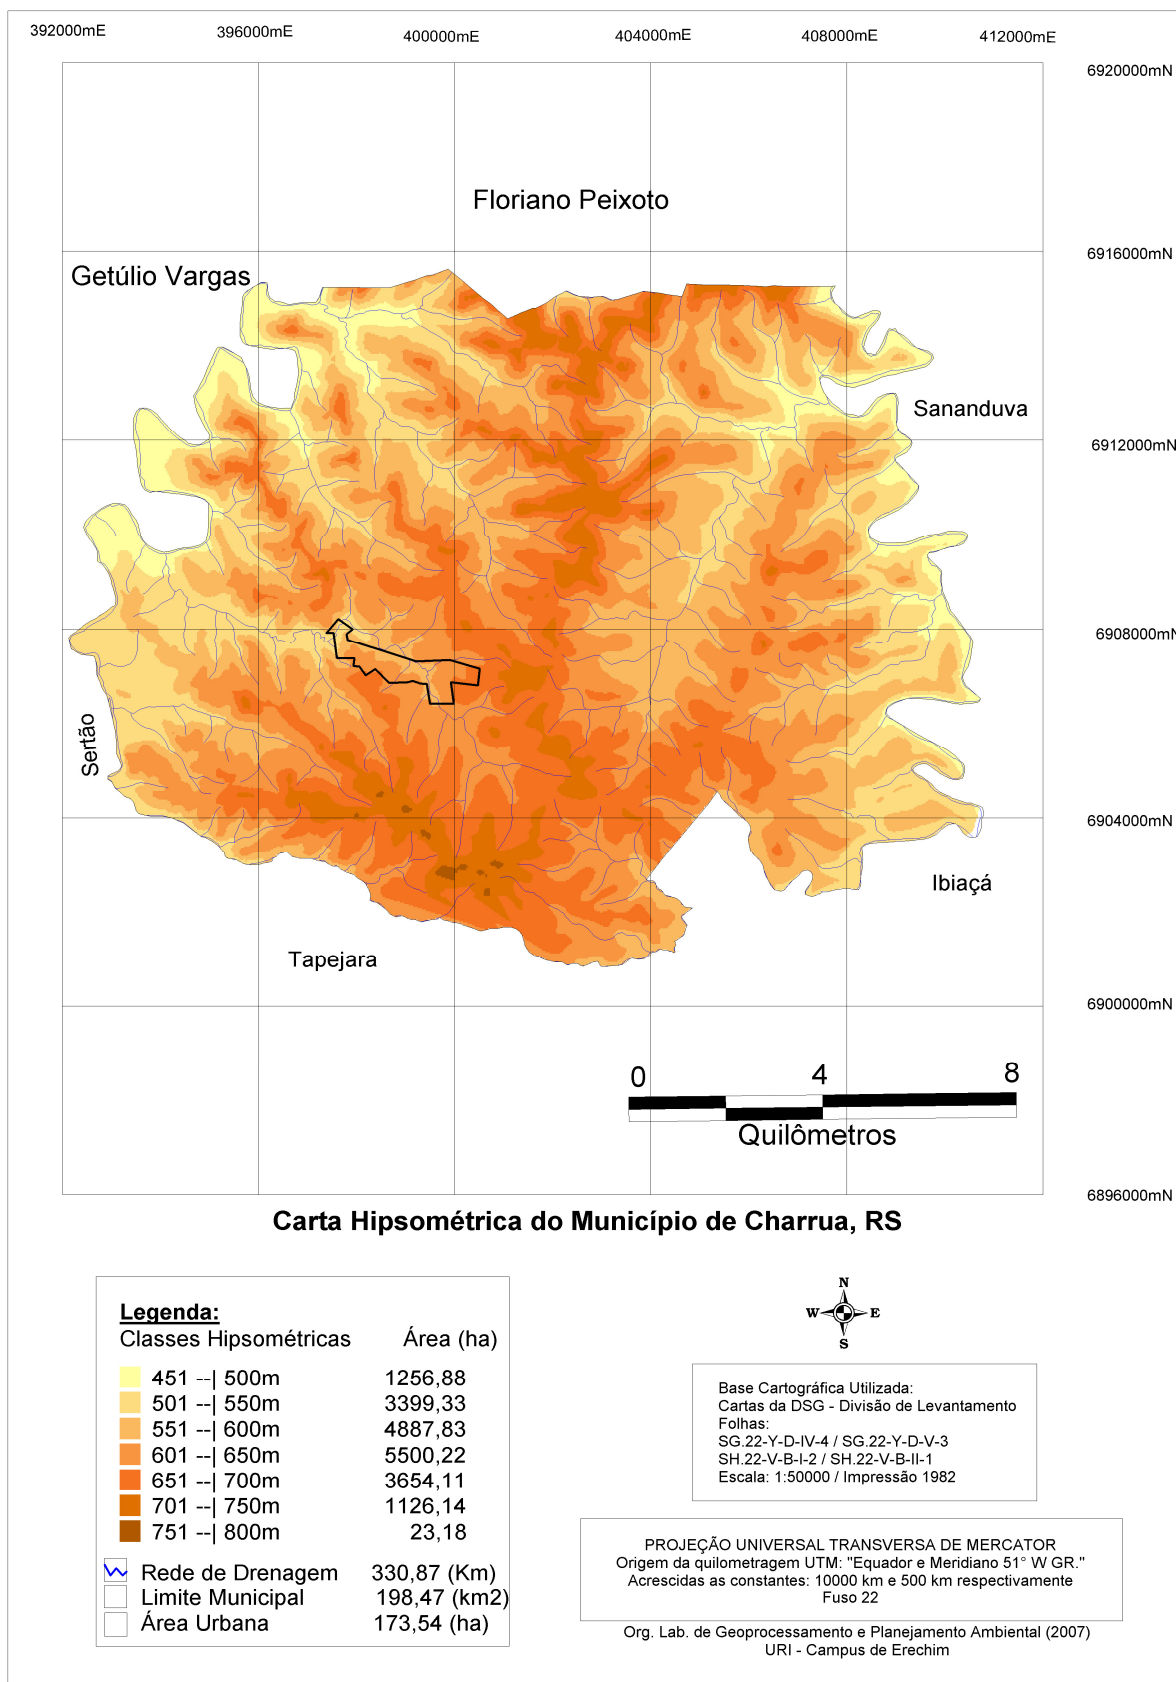 392000mE 396000mE 400000mE 404000mE 408000mE 412000mE
6920000mN
Floriano Peixoto
6916000mN
Getúlio Vargas
Sananduva
6912000mN
6908000mN
Sertão
6904000mN
Ibiaçá
Tapejara
6900000mN
0 4 8
Quilômetros
6896000mN
Carta Hipsométrica do Município de Charrua, RS
Legenda:
Classes Hipsométricas Área (ha)
451 --| 500m 1256,88
501 --| 550m 3399,33
551 --| 600m 4887,83
601 --| 650m 5500,22
651 --| 700m 3654,11
701 --| 750m 1126,14
751 --| 800m 23,18
Rede de Drenagem 330,87 (Km)
Limite Municipal 198,47 (km2)
Área Urbana 173,54 (ha)
N
W E
S
Base Cartográfica Utilizada:
Cartas da DSG - Divisão de Levantamento
Folhas:
SG.22-Y-D-IV-4 / SG.22-Y-D-V-3
SH.22-V-B-I-2 / SH.22-V-B-II-1
Escala: 1:50000 / Impressão 1982
PROJEÇÃO UNIVERSAL TRANSVERSA DE MERCATOR
Origem da quilometragem UTM: "Equador e Meridiano 51° W GR."
Acrescidas as constantes: 10000 km e 500 km respectivamente
Fuso 22
Org. Lab. de Geoprocessamento e Planejamento Ambiental (2007)
URI - Campus de Erechim